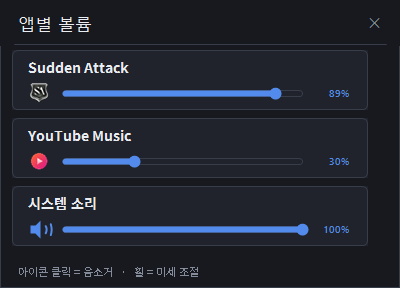 앱별 볼륨
Sudden Attack
89%
YouTube Music
30%
시스템 소리
100%
아이콘 클릭 = 음소거 · 휠 = 미세 조절